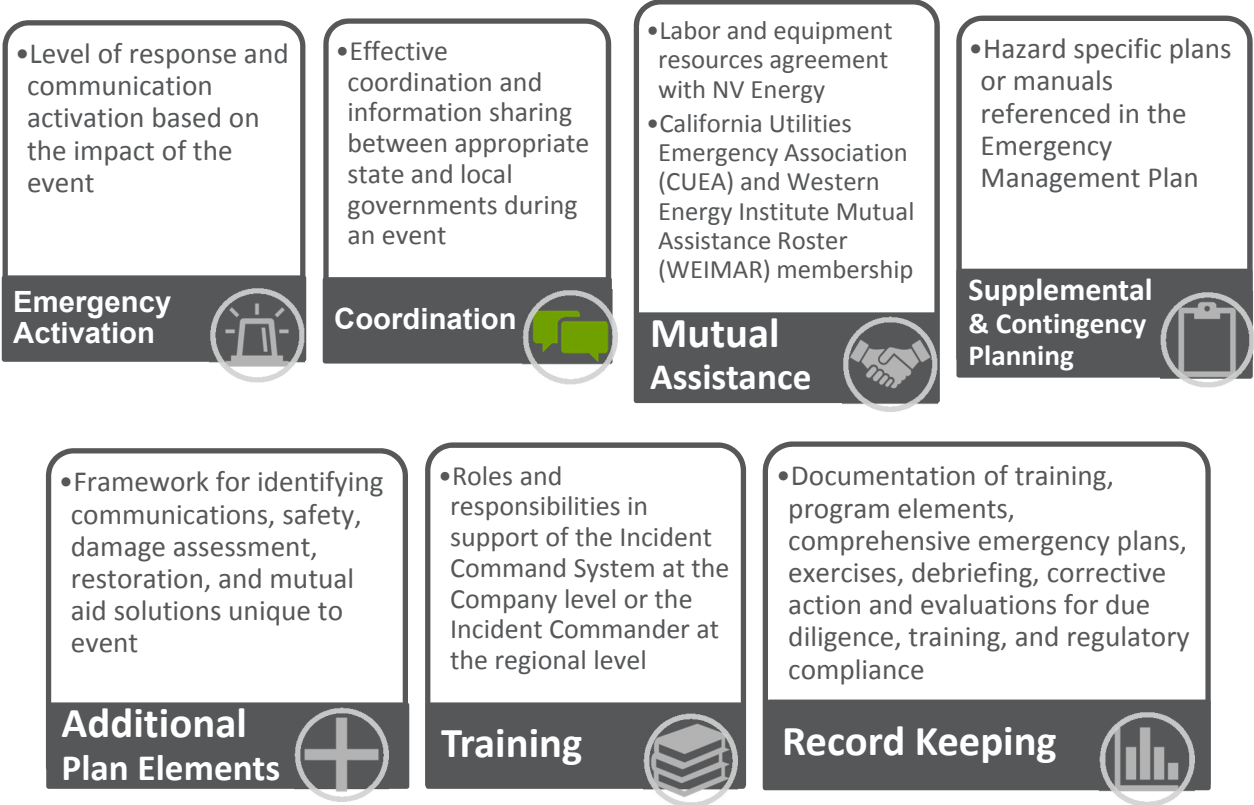 •Level of response and
communication
activation based on
the impact of the
event
Emergency
Activation
•Effective
coordination and
information sharing
between appropriate
state and local
governments during
an event
Coordination
•Labor and equipment
resources agreement
with NV Energy
•California Utilities
Emergency Association
(CUEA) and Western
Energy Institute Mutual
Assistance Roster
(WEIMAR) membership
Mutual
Assistance
•Hazard specific plans
or manuals
referenced in the
Emergency
Management Plan
Supplemental
& Contingency
Planning
•Framework for identifying
communications, safety,
damage assessment,
restoration, and mutual
aid solutions unique to
event
Additional
Plan Elements
•Roles and
responsibilities in
support of the Incident
Command System at the
Company level or the
Incident Commander at
the regional level
Training
•Documentation of training,
program elements,
comprehensive emergency plans,
exercises, debriefing, corrective
action and evaluations for due
diligence, training, and regulatory
compliance
Record Keeping